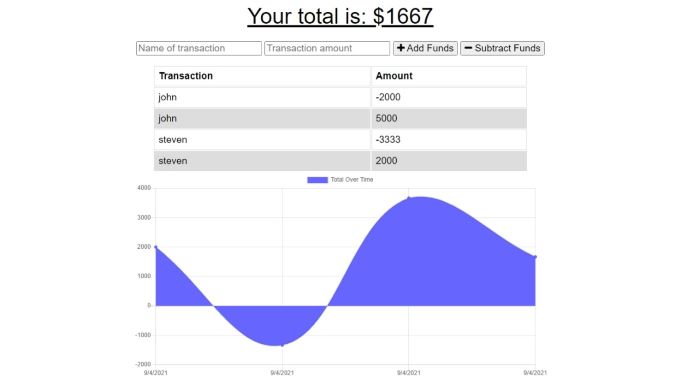 Your total is: $1667
Name of transaction Transaction amount + Add Funds − Subtract Funds
Transaction Amount
john -2000
john 5000
steven -3333
steven 2000
Total Over Time
4000
3000
2000
1000
0
-1000
-2000
9/4/2021 9/4/2021 9/4/2021 9/4/2021